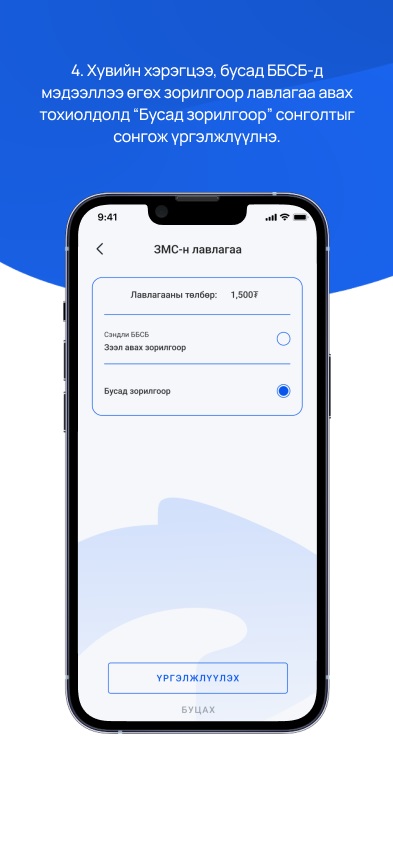 4. Хувийн хэрэгцээ, бусад ББСБ-д
мэдээллээ өгөх зорилгоор лавлагаа авах
тохиолдолд “Бусад зорилгоор” сонголтыг
сонгож үргэлжлүүлнэ.
9:41
ЗМС-н лавлагаа
Лавлагааны төлбөр: 1,500₮
Сэндли ББСБ
Зээл авах зорилгоор
Бусад зорилгоор
ҮРГЭЛЖЛҮҮЛЭХ
БУЦАХ